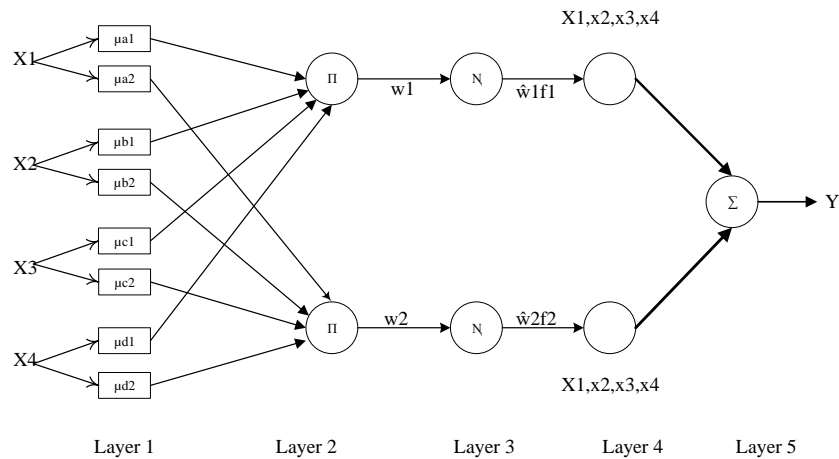 X1,x2,x3,x4
X1
μa1
μa2
Π
w1
N
ŵ1f1
X2
μb1
μb2
Σ
Y
X3
μc1
μc2
Π
w2
N
ŵ2f2
X4
μd1
μd2
X1,x2,x3,x4
Layer 1
Layer 2
Layer 3
Layer 4
Layer 5